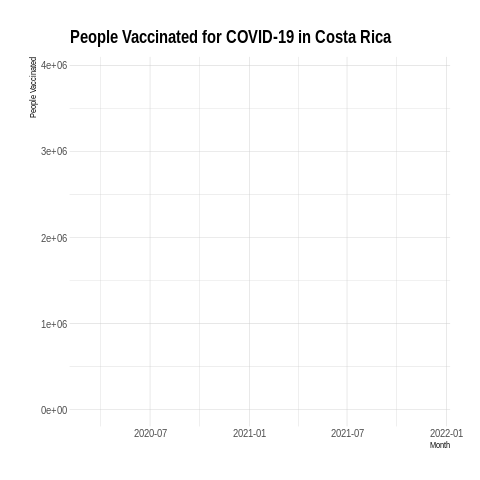 People Vaccinated for COVID-19 in Costa Rica
People Vaccinated
4e+06
3e+06
2e+06
1e+06
0e+00
2020-07 2021-01 2021-07 2022-01
Month